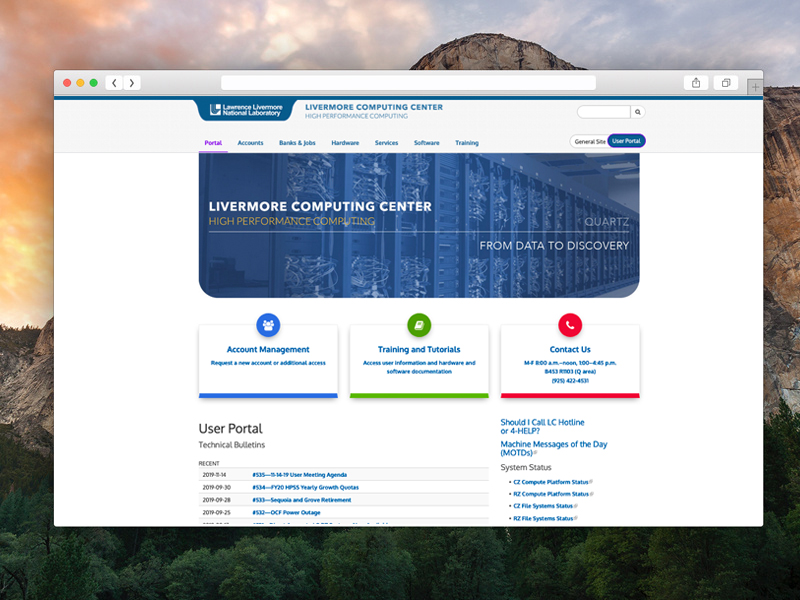 Lawrence Livermore
National Laboratory
LIVERMORE COMPUTING CENTER
HIGH PERFORMANCE COMPUTING
Portal Accounts Banks & Jobs Hardware Services Software Training
General Site User Portal
LIVERMORE COMPUTING CENTER
HIGH PERFORMANCE COMPUTING
QUARTZ
FROM DATA TO DISCOVERY
Account Management
Request a new account or additional access
Training and Tutorials
Access user information and hardware and
software documentation
Contact Us
M-F 8:00 a.m.–noon, 1:00–4:45 p.m.
B453 R1103 (Q area)
(925) 422-4531
User Portal
Technical Bulletins
RECENT
2019-11-14 #535—11-14-19 User Meeting Agenda
2019-09-30 #534—FY20 HPSS Yearly Growth Quotas
2019-09-28 #533—Sequoia and Grove Retirement
2019-09-25 #532—OCF Power Outage
Should I Call LC Hotline
or 4-HELP?
Machine Messages of the Day
(MOTDs)
System Status
• CZ Compute Platform Status
• RZ Compute Platform Status
• CZ File Systems Status
• RZ File Systems Status